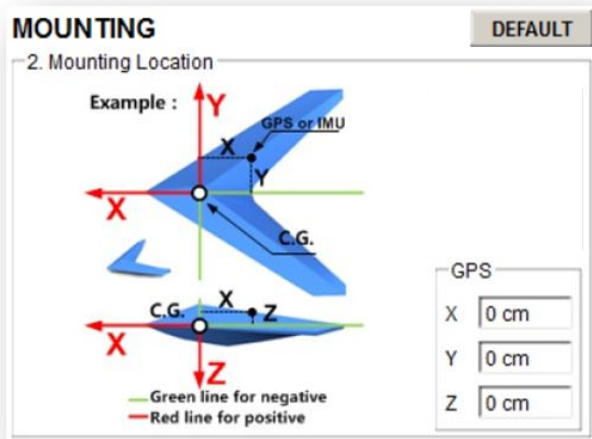 MOUNTING
DEFAULT
2. Mounting Location
Example :
Y
GPS or IMU
X
Y
X
C.G.
C.G.
X
Z
X
Z
Green line for negative
Red line for positive
GPS
X 0 cm
Y 0 cm
Z 0 cm